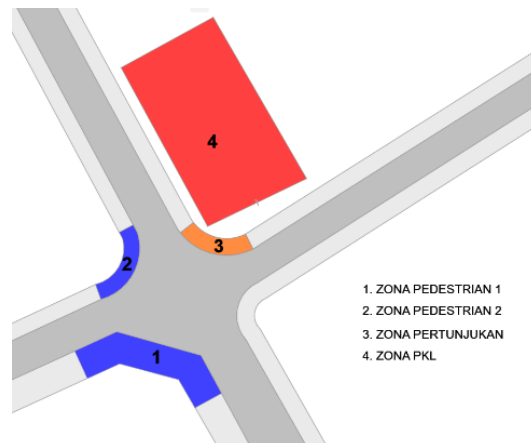 4
3
2
1
1. ZONA PEDESTRIAN 1
2. ZONA PEDESTRIAN 2
3. ZONA PERTUNJUKAN
4. ZONA PKL